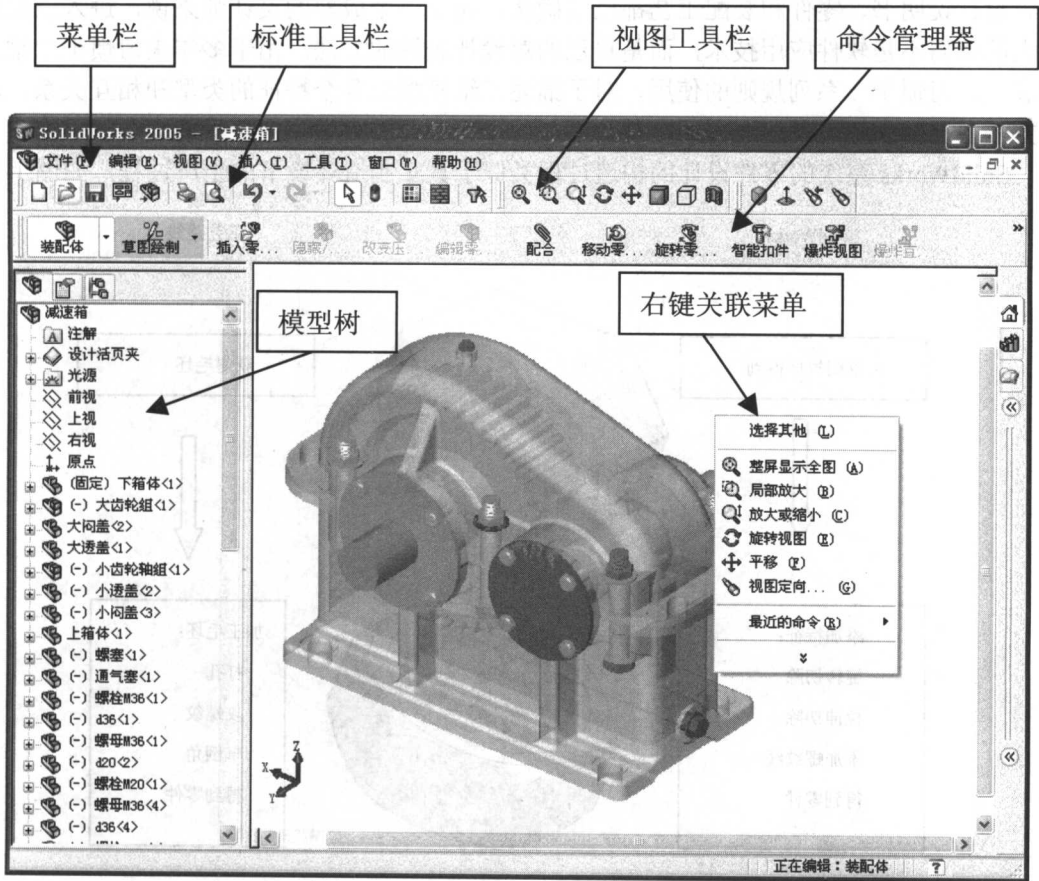 菜单栏
标准工具栏
视图工具栏
命令管理器
SolidWorks 2005 - [减速箱]
文件(F) 编辑(E) 视图(V) 插入(I) 工具(T) 窗口(W) 帮助(H)
装配体 草图绘制 插入零... 隐藏/... 改变压 编辑零... 配合 移动零... 旋转零... 智能扣件 爆炸视图 爆炸直...
模型树
右键关联菜单
减速箱
注解
设计活页夹
光源
前视
上视
右视
原点
(固定) 下箱体<1>
(-) 大齿轮组<1>
大闷盖<2>
大透盖<1>
(-) 小齿轮轴组<1>
(-) 小透盖<2>
(-) 小闷盖<3>
上箱体<1>
(-) 螺塞<1>
(-) 通气塞<1>
(-) 螺栓M36<1>
(-) d36<1>
(-) 螺母M36<1>
(-) d20<2>
(-) 螺栓M20<1>
(-) 螺母M36<4>
(-) d36<4>
选择其他 (L)
整屏显示全图 (A)
局部放大 (B)
放大或缩小 (C)
旋转视图 (E)
平移 (F)
视图定向... (G)
最近的命令(R)
Z
X
Y
正在编辑：装配体
?